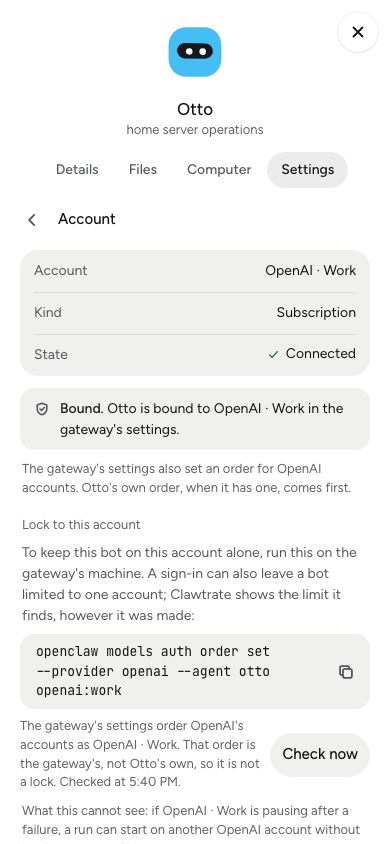 Otto
home server operations
Details Files Computer Settings
Account
Account OpenAI · Work
Kind Subscription
State Connected
Bound. Otto is bound to OpenAI · Work in the
gateway's settings.
The gateway's settings also set an order for OpenAI
accounts. Otto's own order, when it has one, comes first.
Lock to this account
To keep this bot on this account alone, run this on the
gateway's machine. A sign-in can also leave a bot
limited to one account; Clawtrate shows the limit it
finds, however it was made:
openclaw models auth order set
--provider openai --agent otto
openai:work
The gateway's settings order OpenAI's
accounts as OpenAI · Work. That order is
the gateway's, not Otto's own, so it is not
a lock. Checked at 5:40 PM.
Check now
What this cannot see: if OpenAI · Work is pausing after a
failure, a run can start on another OpenAI account without